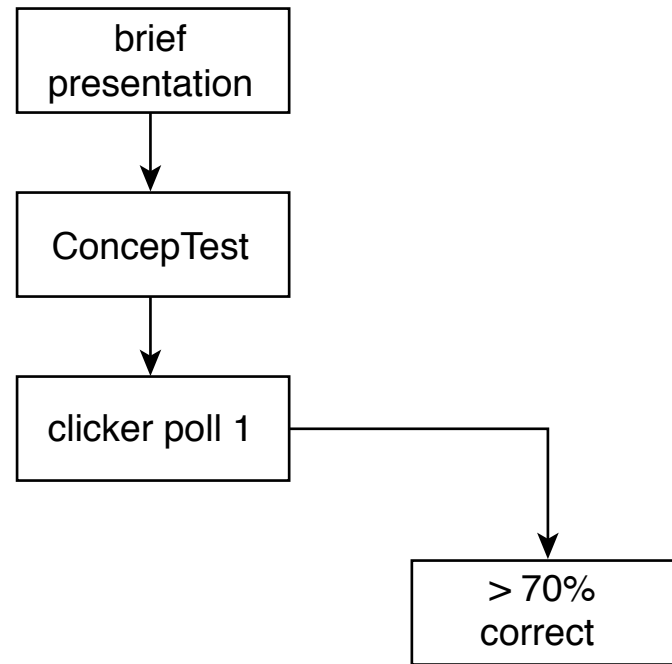 brief
presentation
ConcepTest
clicker poll 1
> 70%
correct